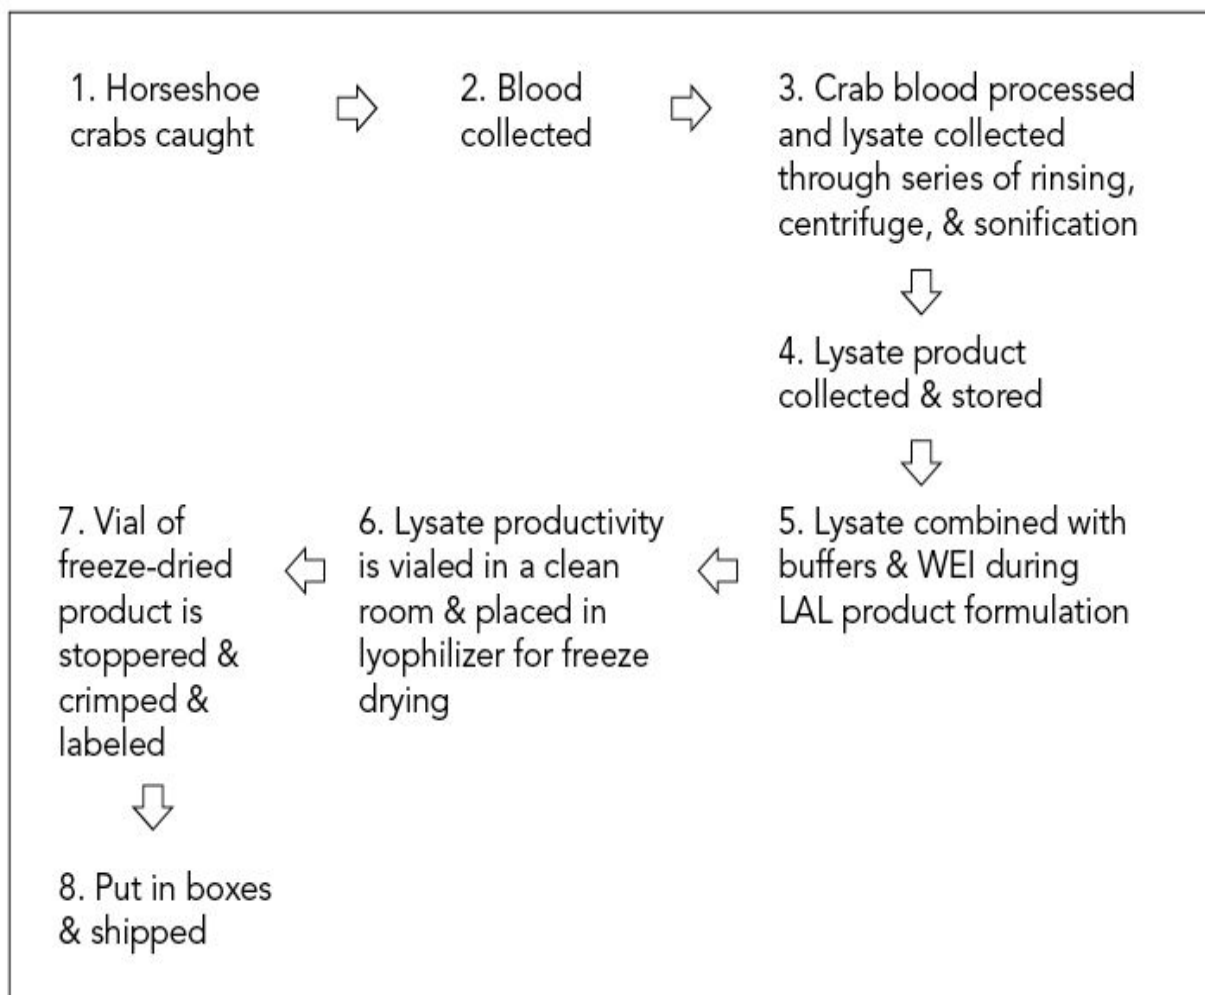 1. Horseshoe
crabs caught
2. Blood
collected
3. Crab blood processed
and lysate collected
through series of rinsing,
centrifuge, & sonification
4. Lysate product
collected & stored
5. Lysate combined with
buffers & WEI during
LAL product formulation
6. Lysate productivity
is vialed in a clean
room & placed in
lyophilizer for freeze
drying
7. Vial of
freeze-dried
product is
stoppered &
crimped &
labeled
8. Put in boxes
& shipped